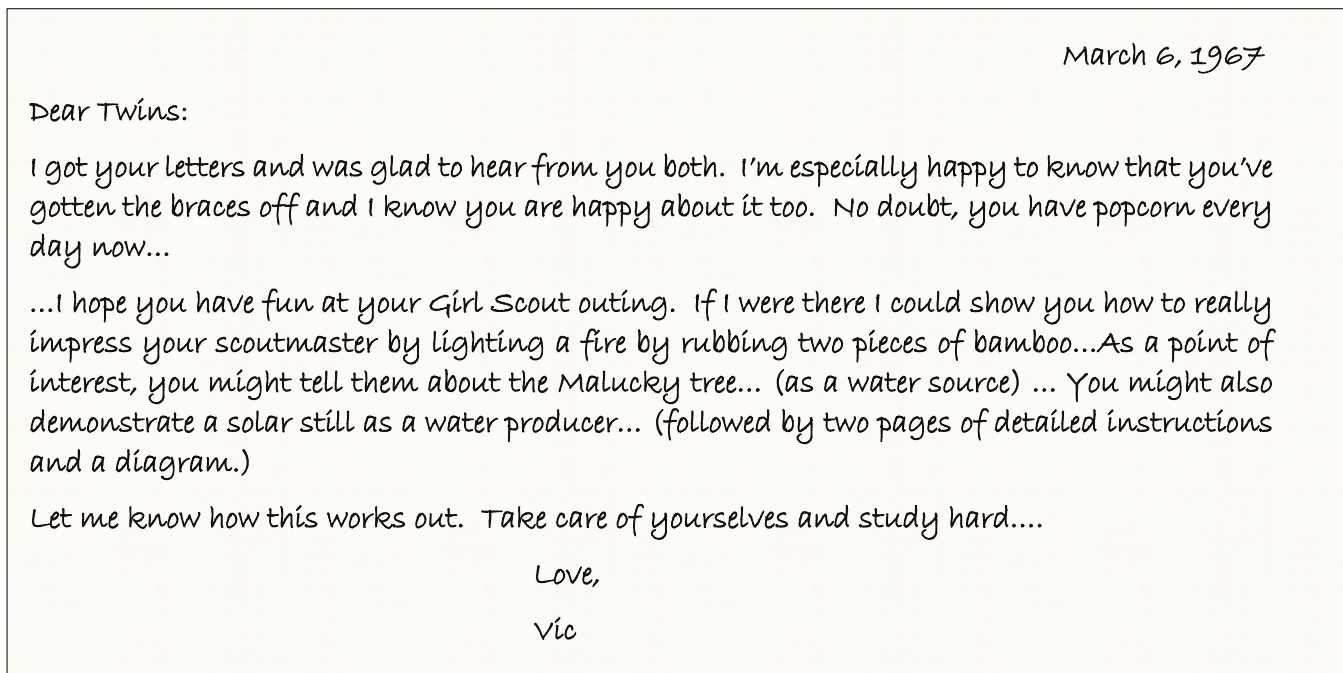 March 6, 1967
Dear Twins:
I got your letters and was glad to hear from you both.  I'm especially happy to know that you've
gotten the braces off and I know you are happy about it too.  No doubt, you have popcorn every
day now...
...I hope you have fun at your Girl Scout outing.  If I were there I could show you how to really
impress your scoutmaster by lighting a fire by rubbing two pieces of bamboo...As a point of
interest, you might tell them about the Malucky tree... (as a water source) ... You might also
demonstrate a solar still as a water producer... (followed by two pages of detailed instructions
and a diagram.)
Let me know how this works out.  Take care of yourselves and study hard....
Love,
Vic